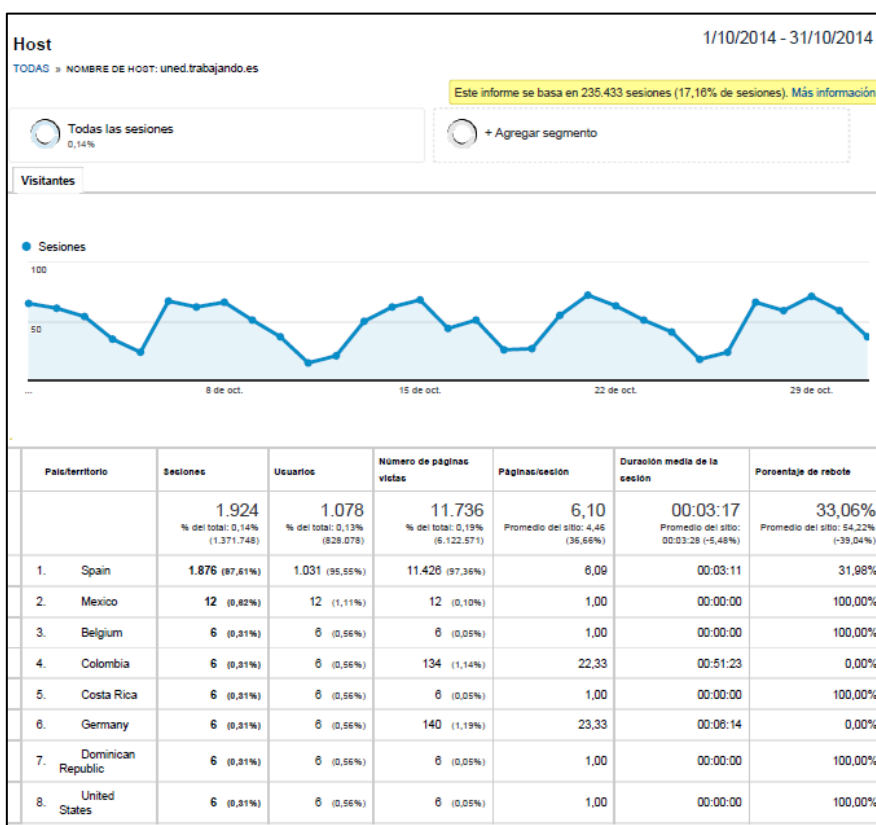 Host
1/10/2014 - 31/10/2014
TODAS » NOMBRE DE HOST: uned.trabajando.es
Este informe se basa en 235.433 sesiones (17,16% de sesiones). Más información
Todas las sesiones
0,14%
+ Agregar segmento
Visitantes
Sesiones
100
50
... 8 de oct. 15 de oct. 22 de oct. 29 de oct.
País/territorio Sesiones Usuarios Número de páginas vistas Páginas/sesión Duración media de la sesión Porcentaje de rebote
1.924 1.078 11.736 6,10 00:03:17 33,06%
% del total: 0,14% % del total: 0,13% % del total: 0,19% Promedio del sitio: 4,46 Promedio del sitio: Promedio del sitio: 54,22%
(1.371.748) (828.078) (6.122.571) (36,66%) 00:03:28 (-5,48%) (-39,04%)
1. Spain 1.876 (97,61%) 1.031 (95,55%) 11.426 (97,36%) 6,09 00:03:11 31,98%
2. Mexico 12 (0,62%) 12 (1,11%) 12 (0,10%) 1,00 00:00:00 100,00%
3. Belgium 6 (0,31%) 6 (0,56%) 6 (0,05%) 1,00 00:00:00 100,00%
4. Colombia 6 (0,31%) 6 (0,56%) 134 (1,14%) 22,33 00:51:23 0,00%
5. Costa Rica 6 (0,31%) 6 (0,56%) 6 (0,05%) 1,00 00:00:00 100,00%
6. Germany 6 (0,31%) 6 (0,56%) 140 (1,19%) 23,33 00:06:14 0,00%
7. Dominican Republic 6 (0,31%) 6 (0,56%) 6 (0,05%) 1,00 00:00:00 100,00%
8. United States 6 (0,31%) 6 (0,56%) 6 (0,05%) 1,00 00:00:00 100,00%